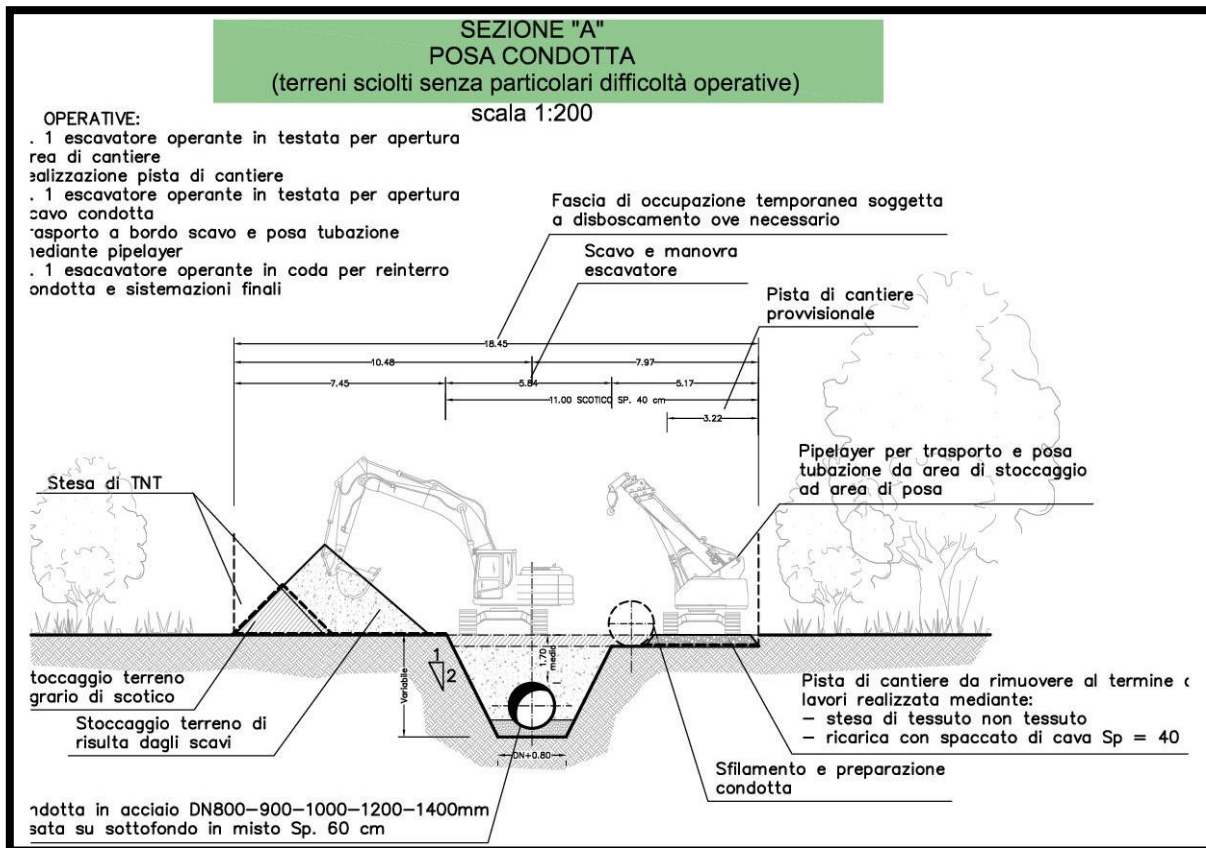 SEZIONE "A"
POSA CONDOTTA
(terreni sciolti senza particolari difficoltà operative)
scala 1:200
OPERATIVE:
. 1 escavatore operante in testata per apertura
rea di cantiere
ealizzazione pista di cantiere
. 1 escavatore operante in testata per apertura
cavo condotta
rasporto a bordo scavo e posa tubazione
mediante pipelayer
. 1 esacavatore operante in coda per reinterro
ondotta e sistemazioni finali
Fascia di occupazione temporanea soggetta
a disboscamento ove necessario
Scavo e manovra
escavatore
Pista di cantiere
provvisionale
18.45
10.48
7.97
7.45
5.84
5.17
11.00 SCOTICO SP. 40 cm
3.22
Pipelayer per trasporto e posa
tubazione da area di stoccaggio
ad area di posa
Stesa di TNT
1
2
Variabile
1.70
medio
DN+0.80
toccaggio terreno
grario di scotico
Stoccaggio terreno di
risulta dagli scavi
Pista di cantiere da rimuovere al termine d
lavori realizzata mediante:
– stesa di tessuto non tessuto
– ricarica con spaccato di cava Sp = 40
Sfilamento e preparazione
condotta
ndotta in acciaio DN800–900–1000–1200–1400mm
sata su sottofondo in misto Sp. 60 cm